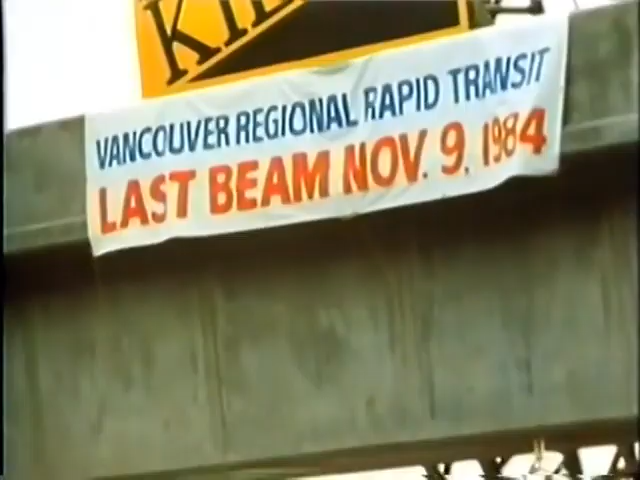 VANCOUVER REGIONAL RAPID TRANSIT
LAST BEAM NOV. 9. 1984